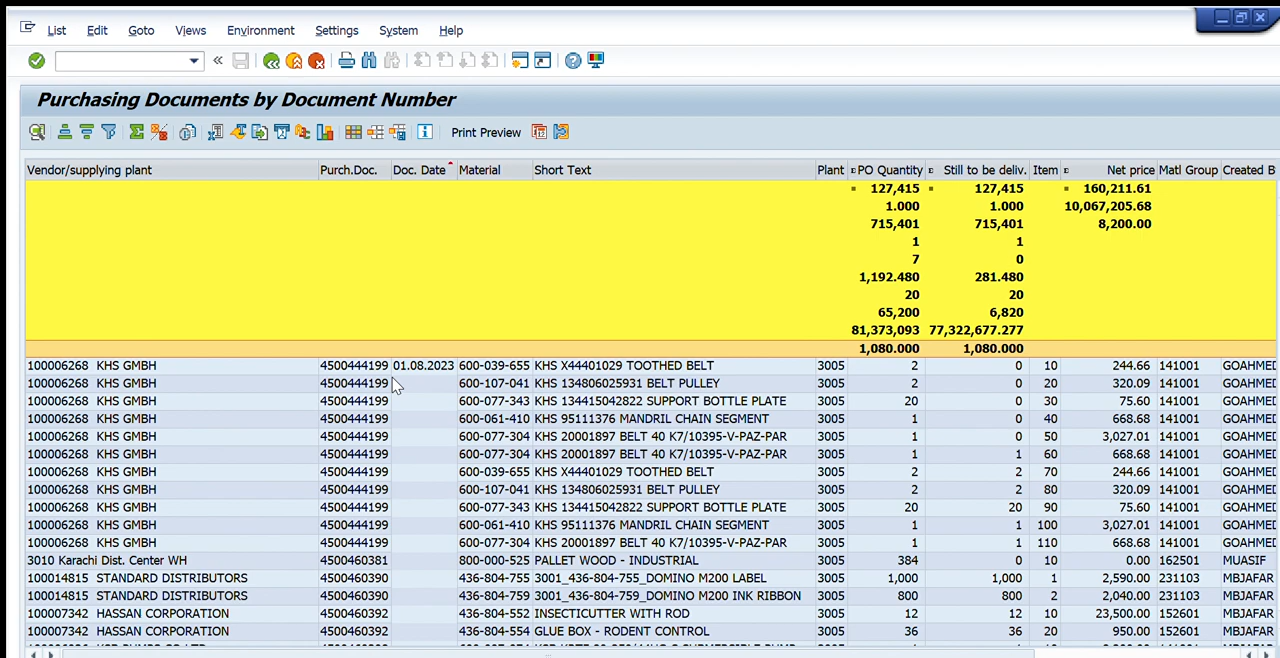 List Edit Goto Views Environment Settings System Help
Purchasing Documents by Document Number
Print Preview
Vendor/supplying plant Purch.Doc. Doc. Date Material Short Text Plant PO Quantity Still to be deliv. Item Net price Matl Group Created B
127,415 127,415 160,211.61
1.000 1.000 10,067,205.68
715,401 715,401 8,200.00
1 1
7 0
1,192.480 281.480
20 20
65,200 6,820
81,373,093 77,322,677.277
1,080.000 1,080.000
100006268 KHS GMBH 4500444199 01.08.2023 600-039-655 KHS X44401029 TOOTHED BELT 3005 2 0 10 244.66 141001 GOAHMED
100006268 KHS GMBH 4500444199 600-107-041 KHS 134806025931 BELT PULLEY 3005 2 0 20 320.09 141001 GOAHMED
100006268 KHS GMBH 4500444199 600-077-343 KHS 134415042822 SUPPORT BOTTLE PLATE 3005 20 0 30 75.60 141001 GOAHMED
100006268 KHS GMBH 4500444199 600-061-410 KHS 95111376 MANDRIL CHAIN SEGMENT 3005 1 0 40 668.68 141001 GOAHMED
100006268 KHS GMBH 4500444199 600-077-304 KHS 20001897 BELT 40 K7/10395-V-PAZ-PAR 3005 1 0 50 3,027.01 141001 GOAHMED
100006268 KHS GMBH 4500444199 600-077-304 KHS 20001897 BELT 40 K7/10395-V-PAZ-PAR 3005 1 1 60 668.68 141001 GOAHMED
100006268 KHS GMBH 4500444199 600-039-655 KHS X44401029 TOOTHED BELT 3005 2 2 70 244.66 141001 GOAHMED
100006268 KHS GMBH 4500444199 600-107-041 KHS 134806025931 BELT PULLEY 3005 2 2 80 320.09 141001 GOAHMED
100006268 KHS GMBH 4500444199 600-077-343 KHS 134415042822 SUPPORT BOTTLE PLATE 3005 20 20 90 75.60 141001 GOAHMED
100006268 KHS GMBH 4500444199 600-061-410 KHS 95111376 MANDRIL CHAIN SEGMENT 3005 1 1 100 3,027.01 141001 GOAHMED
100006268 KHS GMBH 4500444199 600-077-304 KHS 20001897 BELT 40 K7/10395-V-PAZ-PAR 3005 1 1 110 668.68 141001 GOAHMED
3010 Karachi Dist. Center WH 4500460381 800-000-525 PALLET WOOD - INDUSTRIAL 3005 384 0 10 0.00 162501 MUASIF
100014815 STANDARD DISTRIBUTORS 4500460390 436-804-755 3001_436-804-755_DOMINO M200 LABEL 3005 1,000 1,000 1 2,590.00 231103 MBJAFAR
100014815 STANDARD DISTRIBUTORS 4500460390 436-804-759 3001_436-804-759_DOMINO M200 INK RIBBON 3005 800 800 2 2,040.00 231103 MBJAFAR
100007342 HASSAN CORPORATION 4500460392 436-804-552 INSECTICUTTER WITH ROD 3005 12 12 10 23,500.00 152601 MBJAFAR
100007342 HASSAN CORPORATION 4500460392 436-804-554 GLUE BOX - RODENT CONTROL 3005 36 36 20 950.00 152601 MBJAFAR